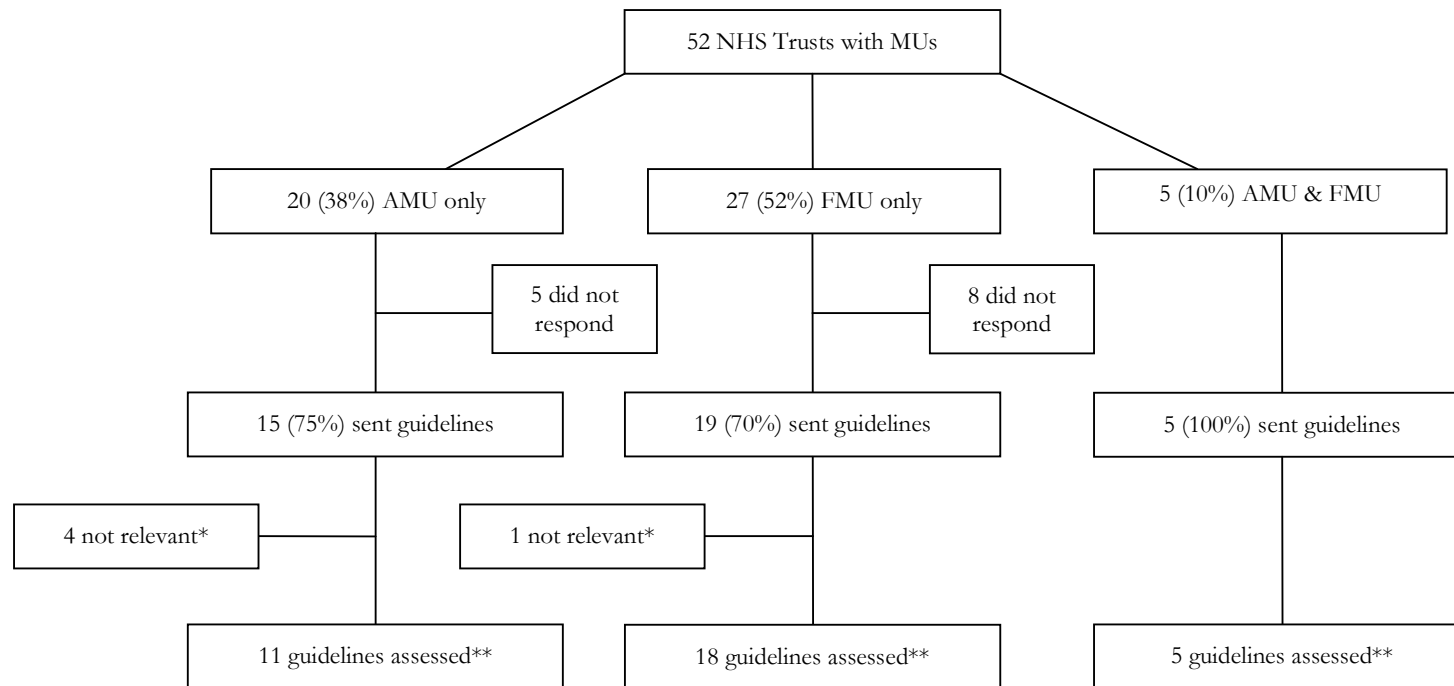 52 NHS Trusts with MUs
20 (38%) AMU only
27 (52%) FMU only
5 (10%) AMU & FMU
5 did not
respond
8 did not
respond
15 (75%) sent guidelines
19 (70%) sent guidelines
5 (100%) sent guidelines
4 not relevant*
1 not relevant*
11 guidelines assessed**
18 guidelines assessed**
5 guidelines assessed**